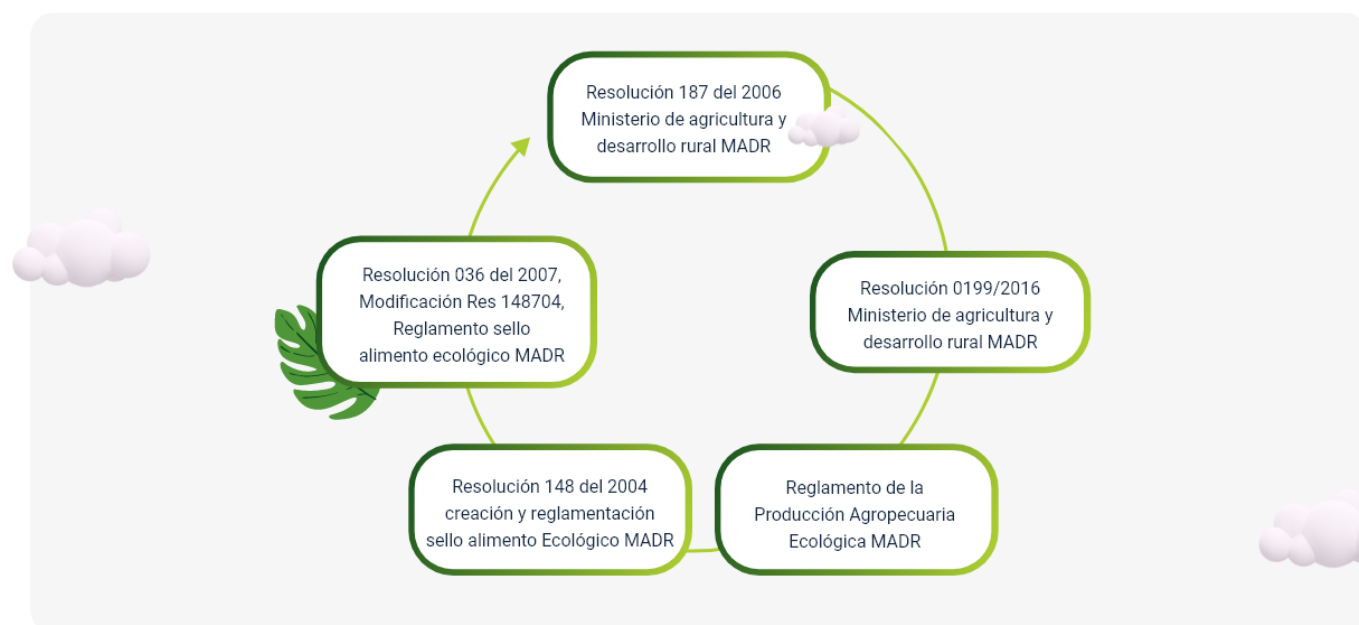 Resolución 187 del 2006
Ministerio de agricultura y
desarrollo rural MADR
Resolución 0199/2016
Ministerio de agricultura y
desarrollo rural MADR
Reglamento de la
Producción Agropecuaria
Ecológica MADR
Resolución 148 del 2004
creación y reglamentación
sello alimento Ecológico MADR
Resolución 036 del 2007,
Modificación Res 148704,
Reglamento sello
alimento ecológico MADR